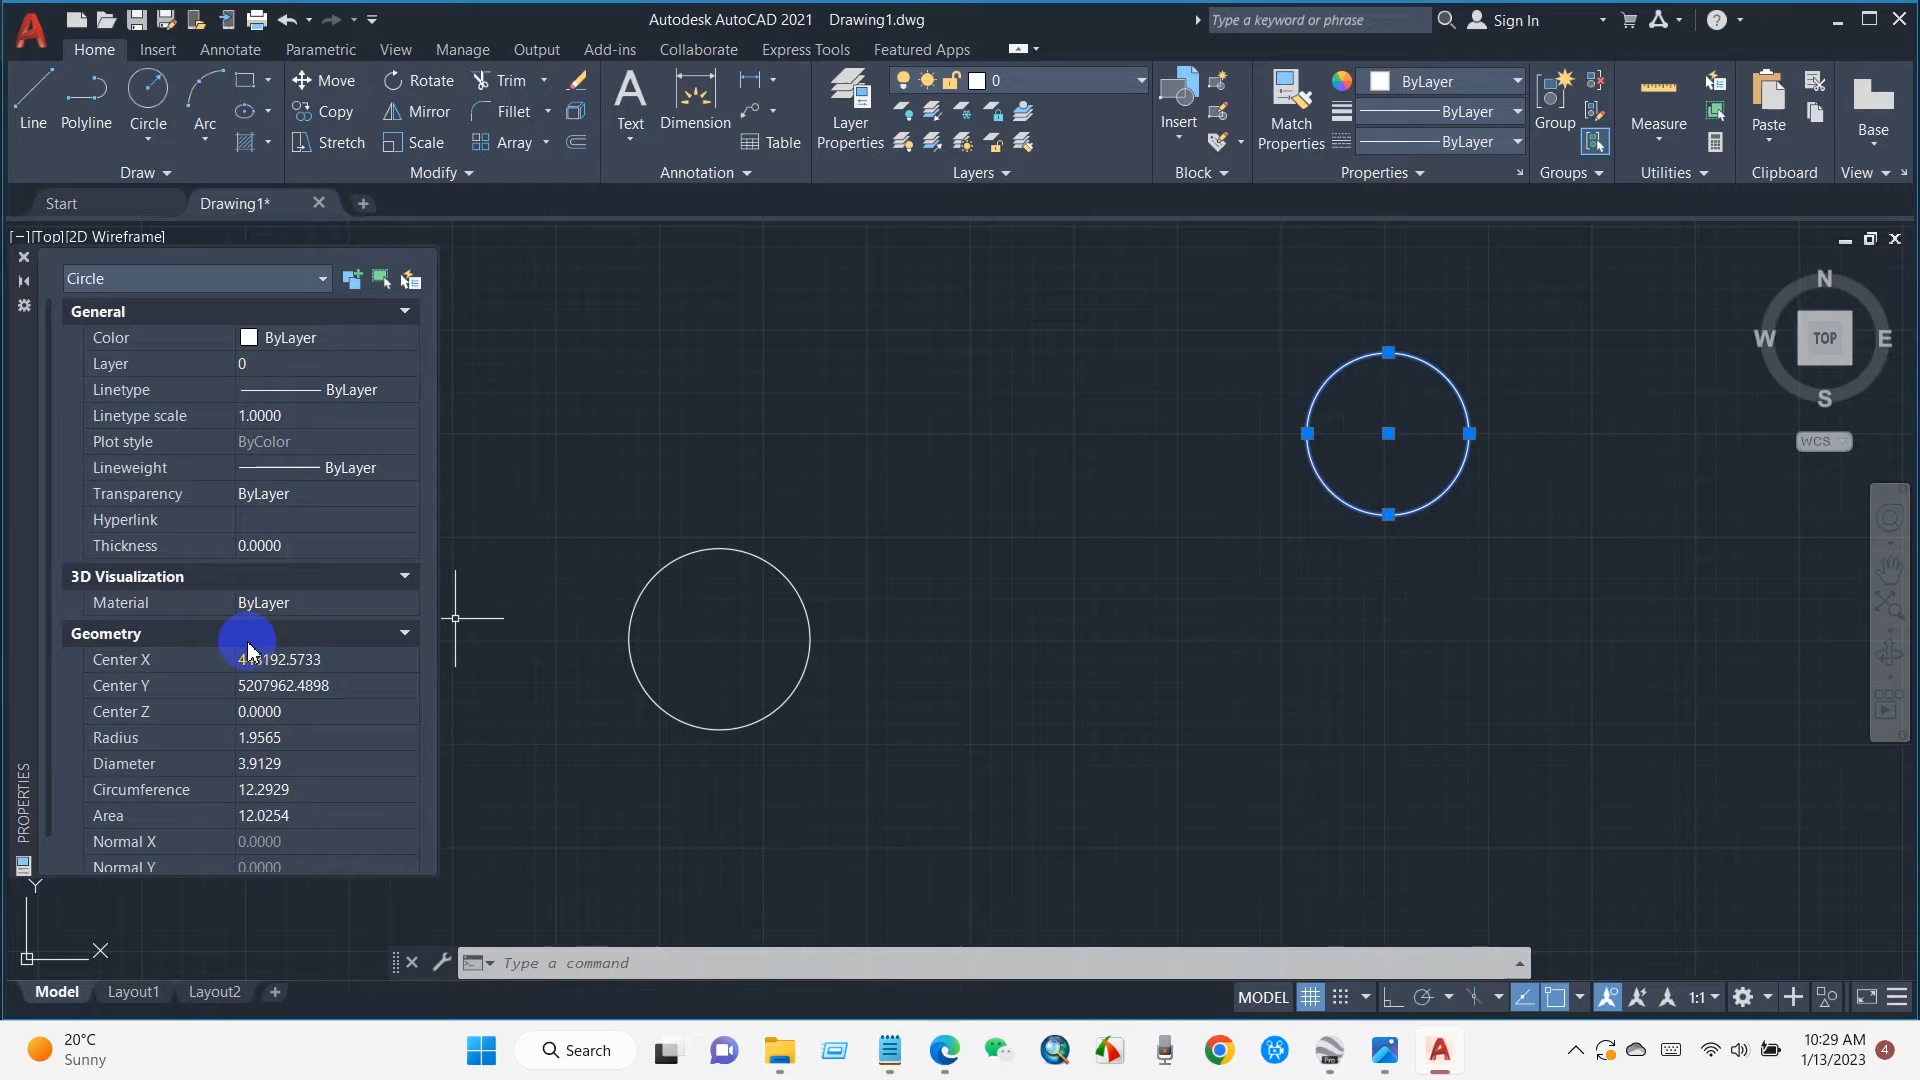 Autodesk AutoCAD 2021 Drawing1.dwg
Type a keyword or phrase
Sign In
Home Insert Annotate Parametric View Manage Output Add-ins Collaborate Express Tools Featured Apps
Line
Polyline
Circle
Arc
Move
Copy
Stretch
Rotate
Mirror
Scale
Trim
Fillet
Array
Text
Dimension
Table
Layer
Properties
0
Insert
Match
Properties
ByLayer
ByLayer
ByLayer
Group
Measure
Paste
Base
Draw
Modify
Annotation
Layers
Block
Properties
Groups
Utilities
Clipboard
View
Start
Drawing1*
[−][Top][2D Wireframe]
Circle
General
Color ByLayer
Layer 0
Linetype ByLayer
Linetype scale 1.0000
Plot style ByColor
Lineweight ByLayer
Transparency ByLayer
Hyperlink
Thickness 0.0000
3D Visualization
Material ByLayer
Geometry
Center X
Center Y 5207962.4898
Center Z 0.0000
Radius 1.9565
Diameter 3.9129
Circumference 12.2929
Area 12.0254
Normal X 0.0000
Normal Y 0.0000
PROPERTIES
N
W
TOP
E
S
WCS
Y
X
Type a command
Model Layout1 Layout2
MODEL
1:1
20°C
Sunny
Search
Pro
10:29 AM
1/13/2023
4